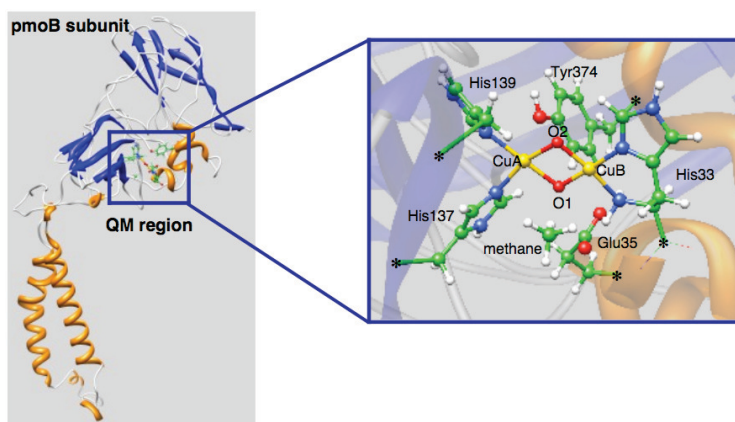 pmoB subunit
QM region
His139
Tyr374
*
*
O2
CuA
CuB
O1
His33
His137
methane
Glu35
*
*
*